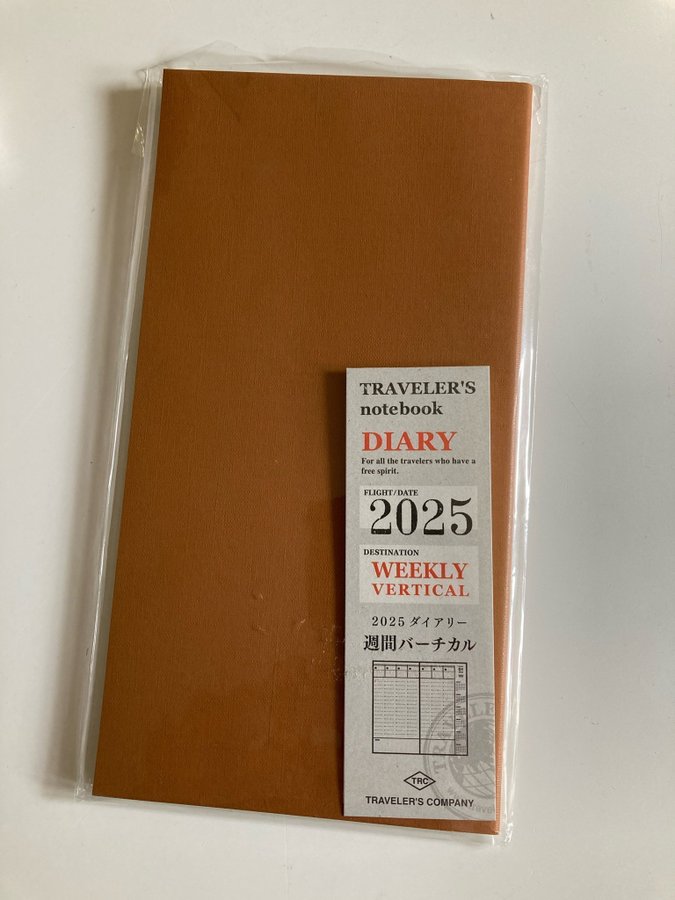 TRAVELER'S
notebook
DIARY
For all the travelers who have a
free spirit.
FLIGHT/DATE
2025
DESTINATION
WEEKLY
VERTICAL
2025 ダイアリー
週間バーチカル
TRC
TRAVELER'S COMPANY